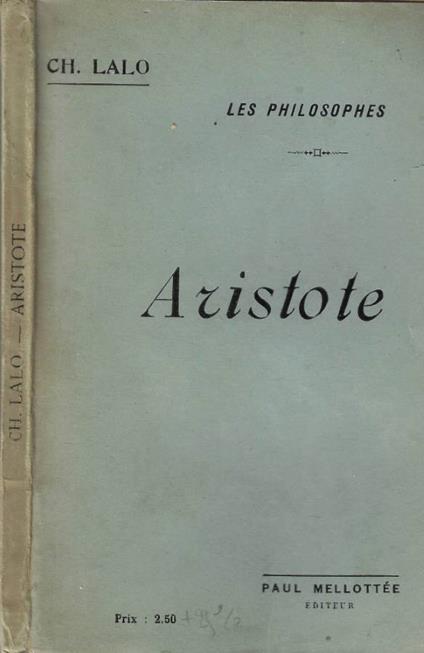 CH. LALO — ARISTOTE
CH. LALO
LES PHILOSOPHES
Aristote
PAUL MELLOTTÉE
EDITEUR
Prix : 2.50